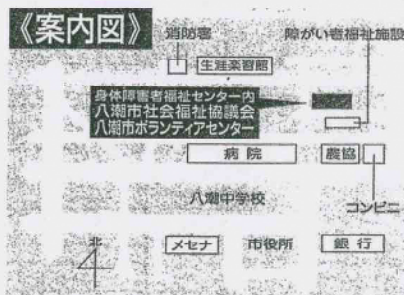 《案内図》
消防署
障がい者福祉施設
生涯楽習館
身体障害者福祉センター内
八潮市社会福祉協議会
八潮市ボランティアセンター
病院
農協
八潮中学校
コンビニ
北
メセナ
市役所
銀行